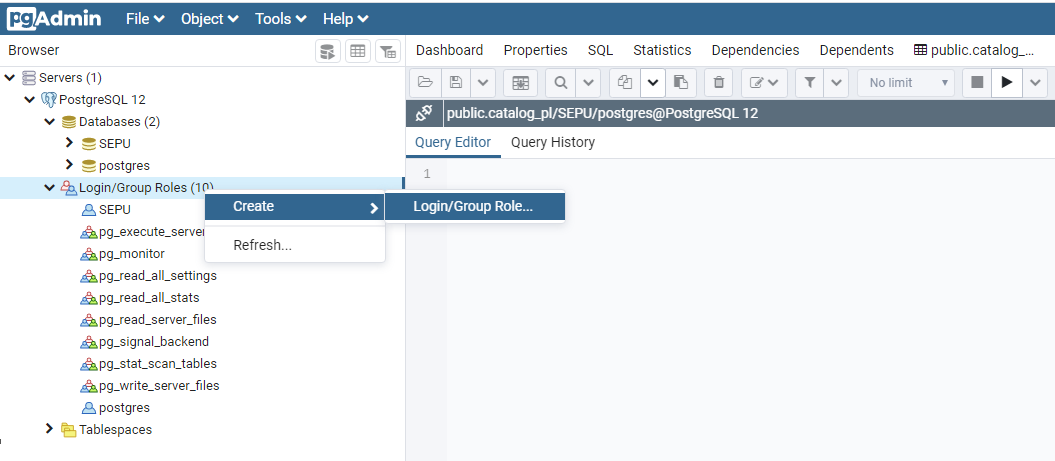 pgAdmin File Object Tools Help
Browser Dashboard Properties SQL Statistics Dependencies Dependents public.catalog_...
Servers (1)
No limit
PostgreSQL 12
public.catalog_pl/SEPU/postgres@PostgreSQL 12
Databases (2)
SEPU
Query Editor Query History
postgres
1
Login/Group Roles (10)
Create Login/Group Role...
SEPU
pg_execute_server
Refresh...
pg_monitor
pg_read_all_settings
pg_read_all_stats
pg_read_server_files
pg_signal_backend
pg_stat_scan_tables
pg_write_server_files
postgres
Tablespaces